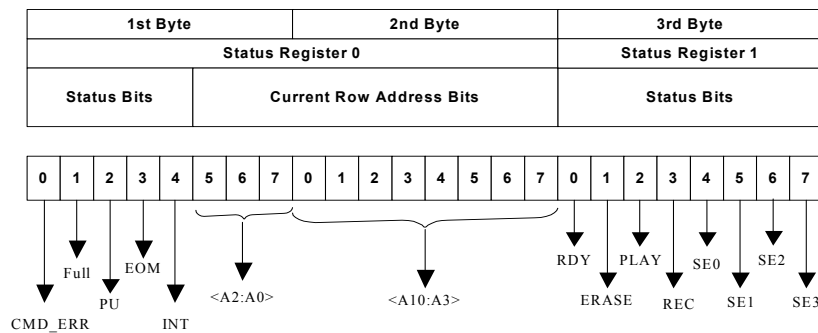 1st Byte 2nd Byte 3rd Byte
Status Register 0 Status Register 1
Status Bits Current Row Address Bits Status Bits
0 1 2 3 4 5 6 7 0 1 2 3 4 5 6 7 0 1 2 3 4 5 6 7
Full EOM RDY PLAY SE0 SE2
PU <A2:A0> <A10:A3> ERASE REC SE1 SE3
CMD_ERR INT